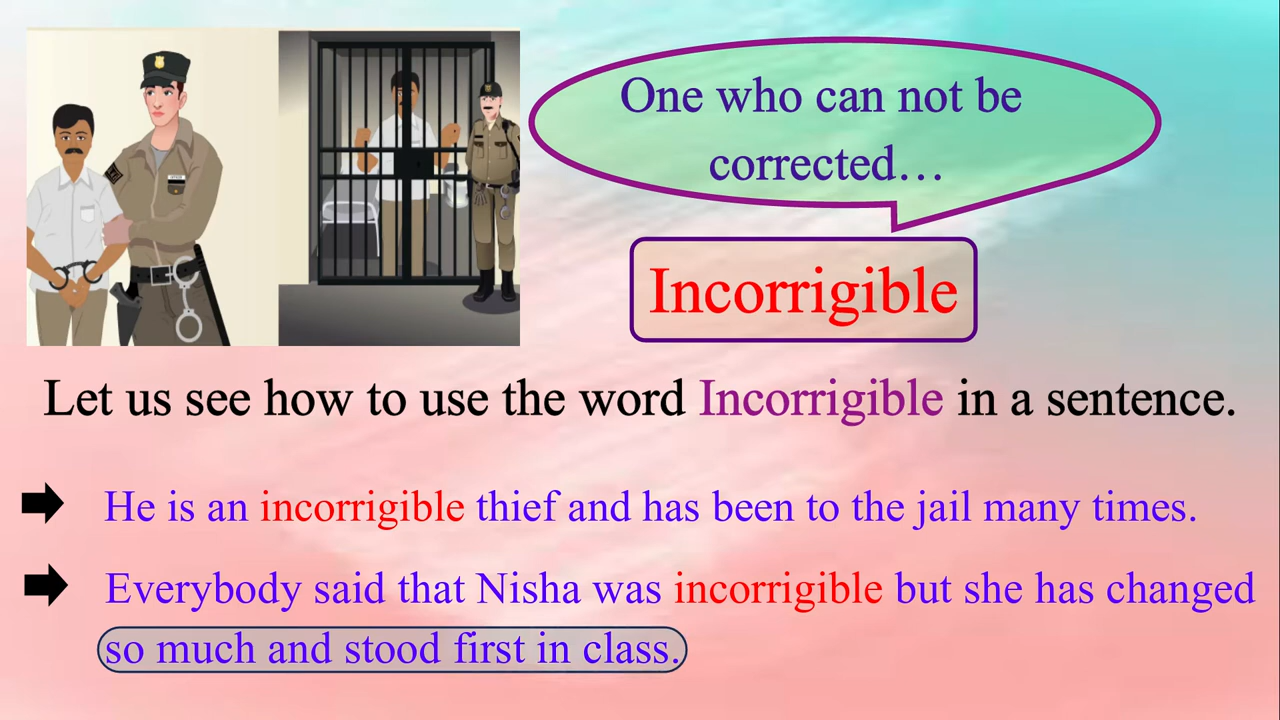 One who can not be
corrected…
Incorrigible
Let us see how to use the word Incorrigible in a sentence.
He is an incorrigible thief and has been to the jail many times.
Everybody said that Nisha was incorrigible but she has changed
so much and stood first in class.